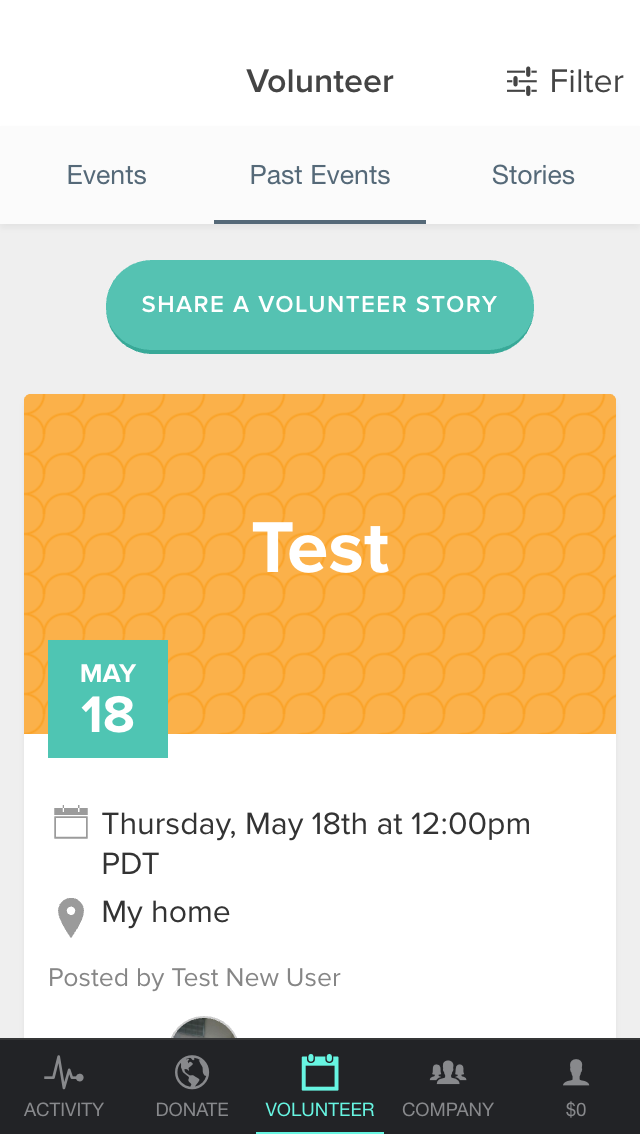 Volunteer
Filter
Events
Past Events
Stories
SHARE A VOLUNTEER STORY
Test
MAY
18
Thursday, May 18th at 12:00pm
PDT
My home
Posted by Test New User
ACTIVITY
DONATE
VOLUNTEER
COMPANY
$0